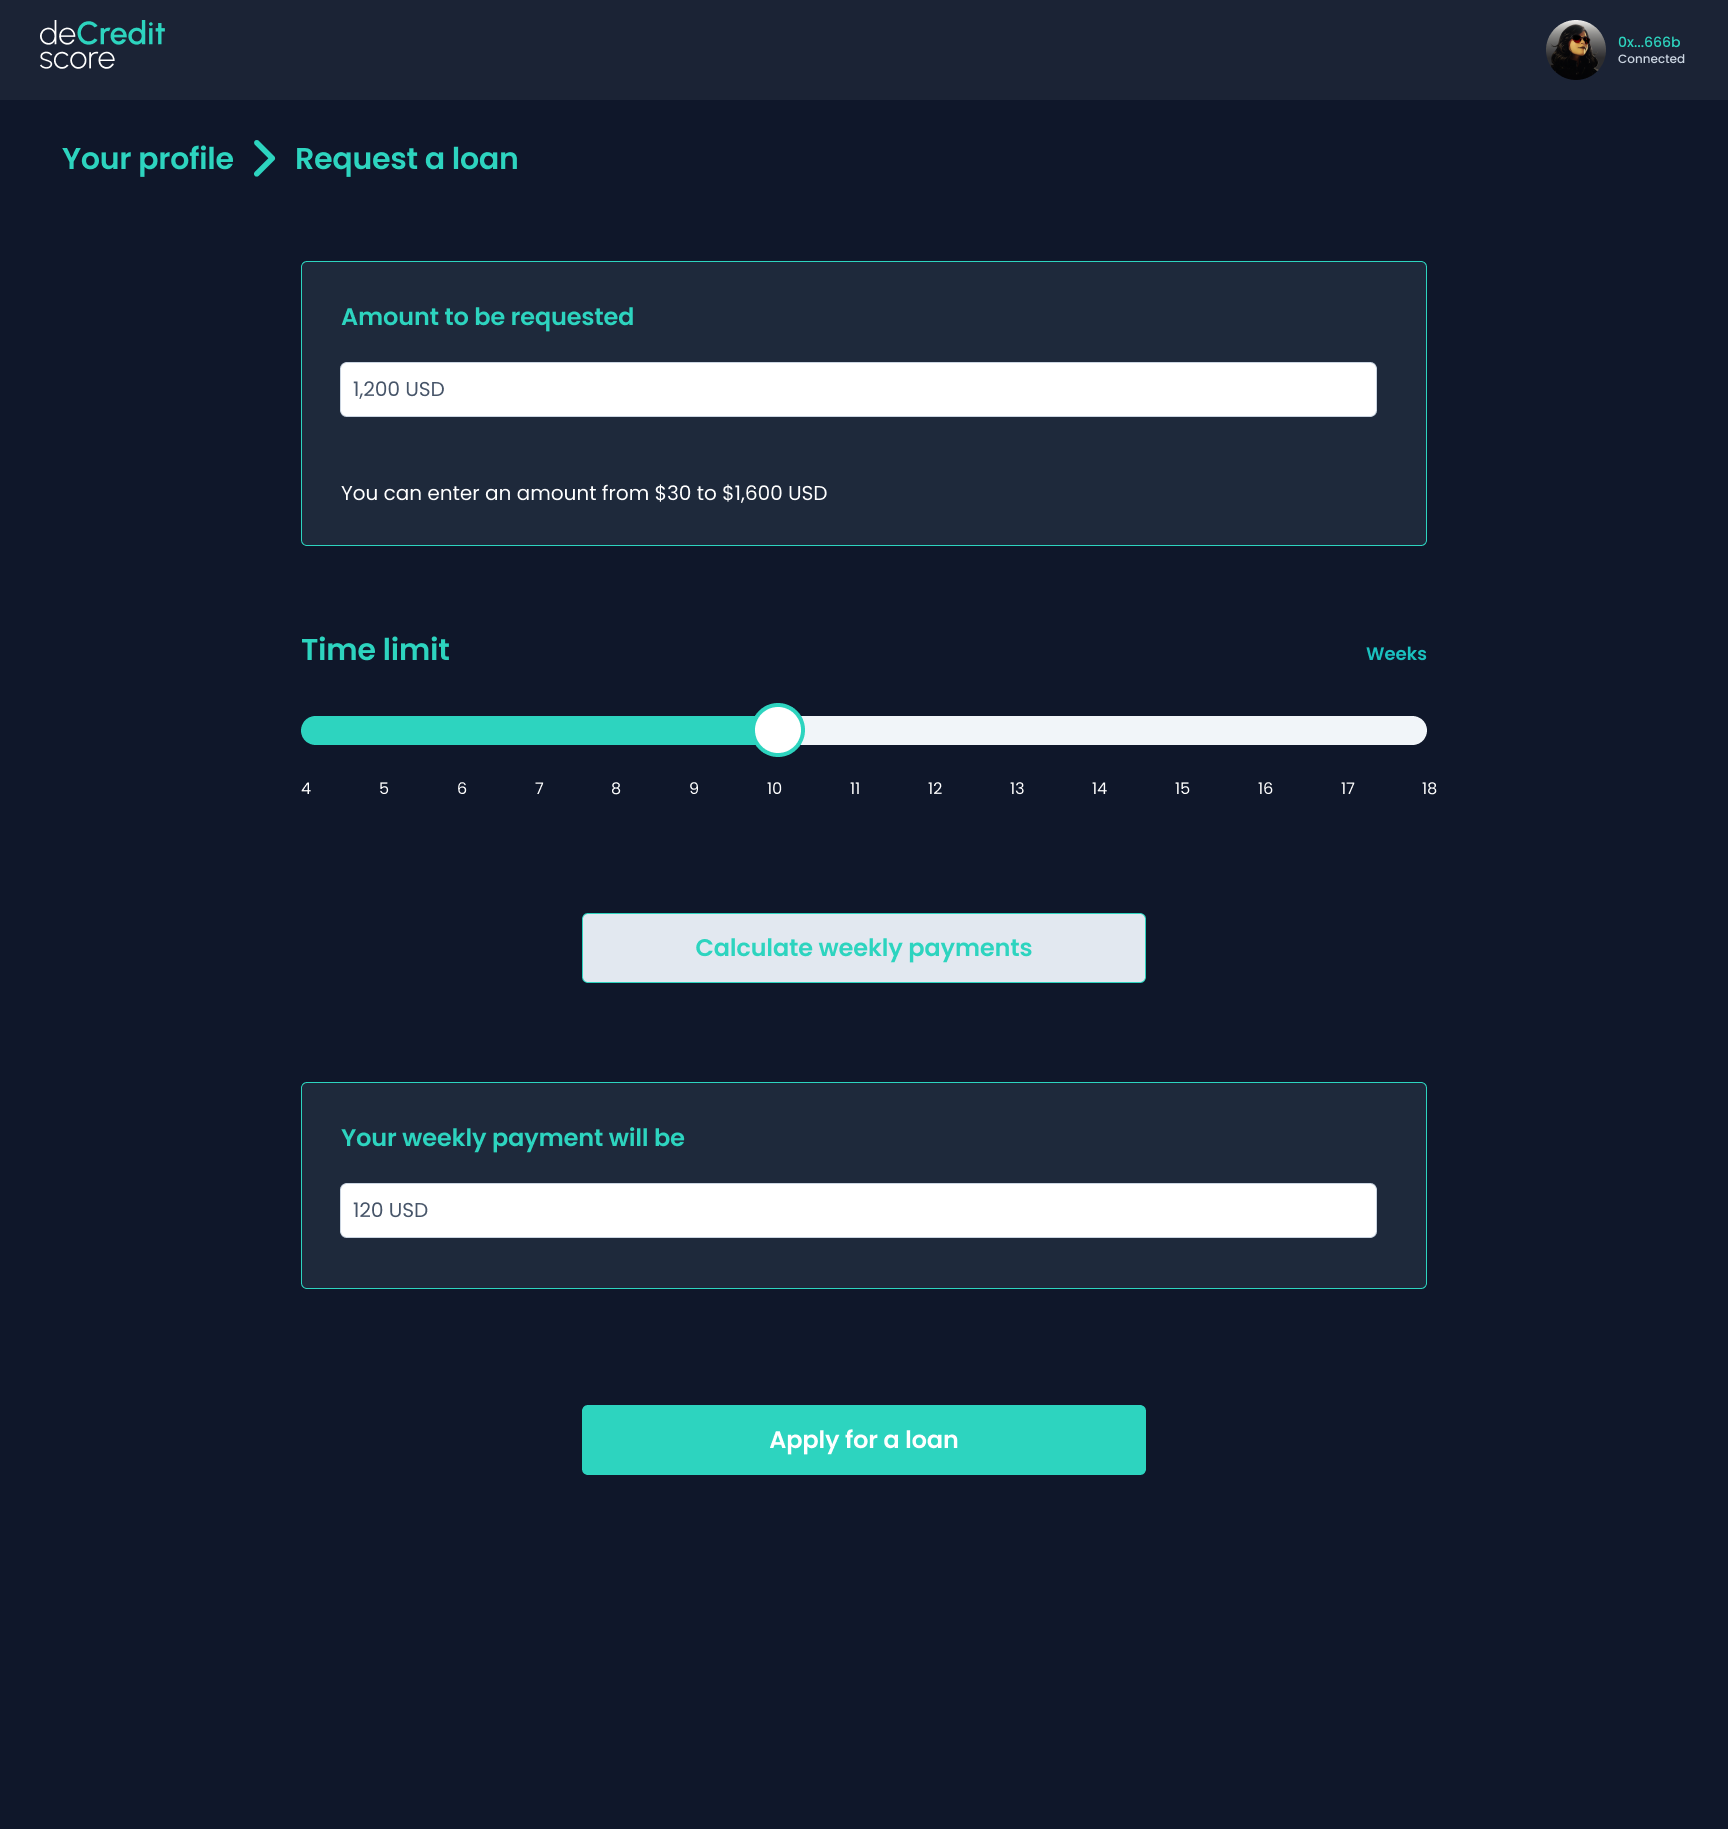 deCredit
score
0x...666b
Connected
Your profile
Request a loan
Amount to be requested
1,200 USD
You can enter an amount from $30 to $1,600 USD
Time limit
Weeks
4 5 6 7 8 9 10 11 12 13 14 15 16 17 18
Calculate weekly payments
Your weekly payment will be
120 USD
Apply for a loan